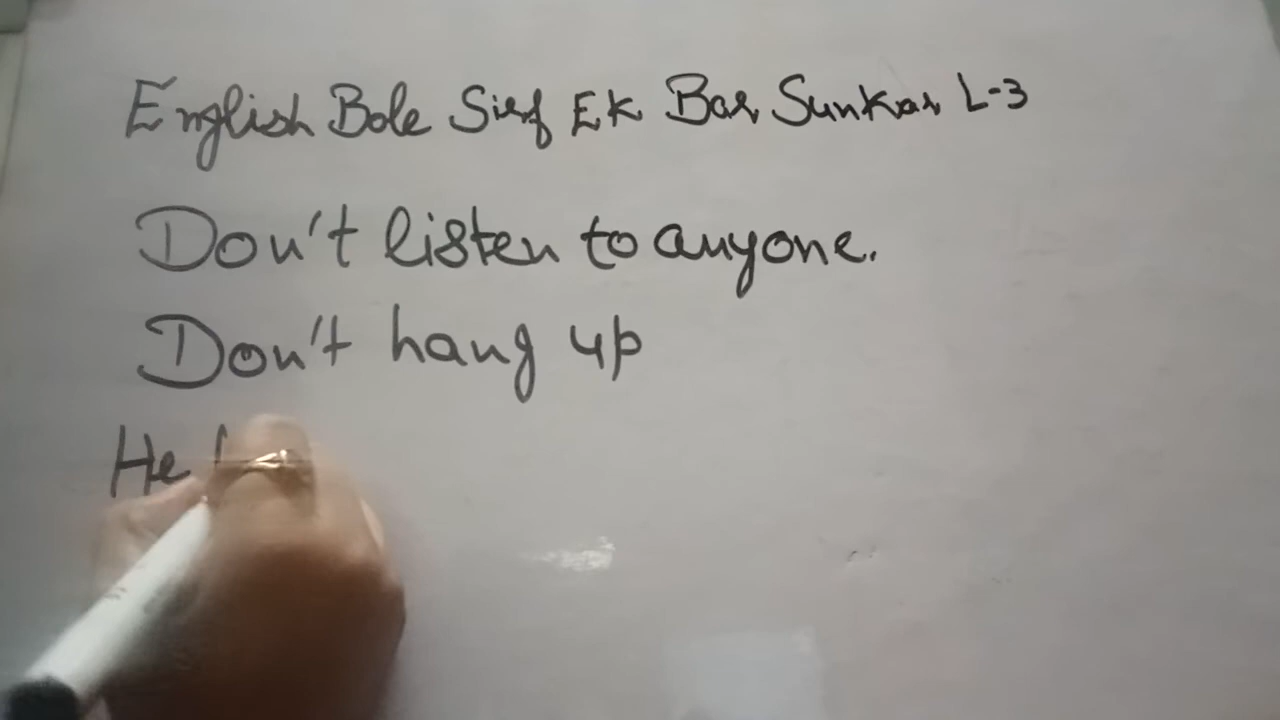 English Bole Sirf Ek Bar Sunkar L-3
Don't listen to anyone.
Don't hang up
He